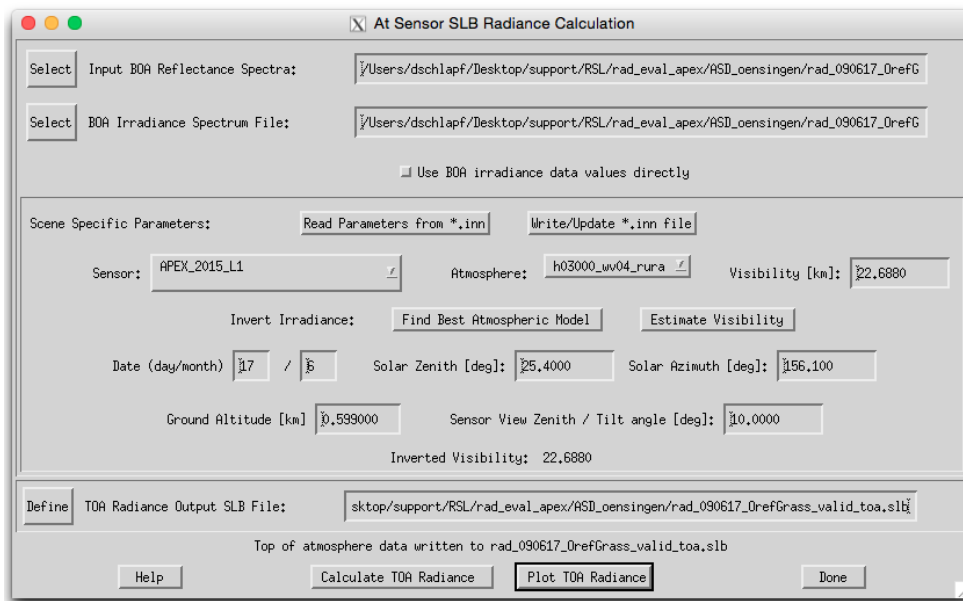 At Sensor SLB Radiance Calculation
Select Input BOA Reflectance Spectra: /Users/dschlapf/Desktop/support/RSL/rad_eval_apex/ASD_oensingen/rad_090617_OrefG
Select BOA Irradiance Spectrum File: /Users/dschlapf/Desktop/support/RSL/rad_eval_apex/ASD_oensingen/rad_090617_OrefG
Use BOA irradiance data values directly
Scene Specific Parameters: Read Parameters from *.inn Write/Update *.inn file
Sensor: APEX_2015_L1 Atmosphere: h03000_wv04_rura Visibility [km]: 22.6880
Invert Irradiance: Find Best Atmospheric Model Estimate Visibility
Date (day/month) 17 / 6 Solar Zenith [deg]: 25.4000 Solar Azimuth [deg]: 156.100
Ground Altitude [km] 0.599000 Sensor View Zenith / Tilt angle [deg]: 10.0000
Inverted Visibility: 22.6880
Define TOA Radiance Output SLB File: sktop/support/RSL/rad_eval_apex/ASD_oensingen/rad_090617_OrefGrass_valid_toa.slb
Top of atmosphere data written to rad_090617_OrefGrass_valid_toa.slb
Help Calculate TOA Radiance Plot TOA Radiance Done